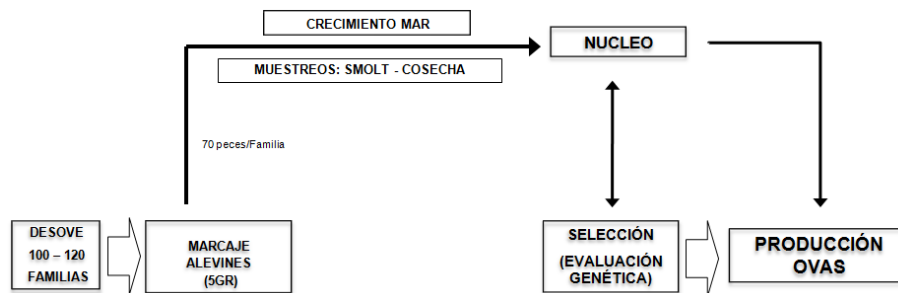 CRECIMIENTO MAR
NUCLEO
MUESTREOS: SMOLT - COSECHA
70 peces/Familia
DESOVE
100 – 120
FAMILIAS
MARCAJE
ALEVINES
(5GR)
SELECCIÓN
(EVALUACIÓN
GENÉTICA)
PRODUCCIÓN
OVAS